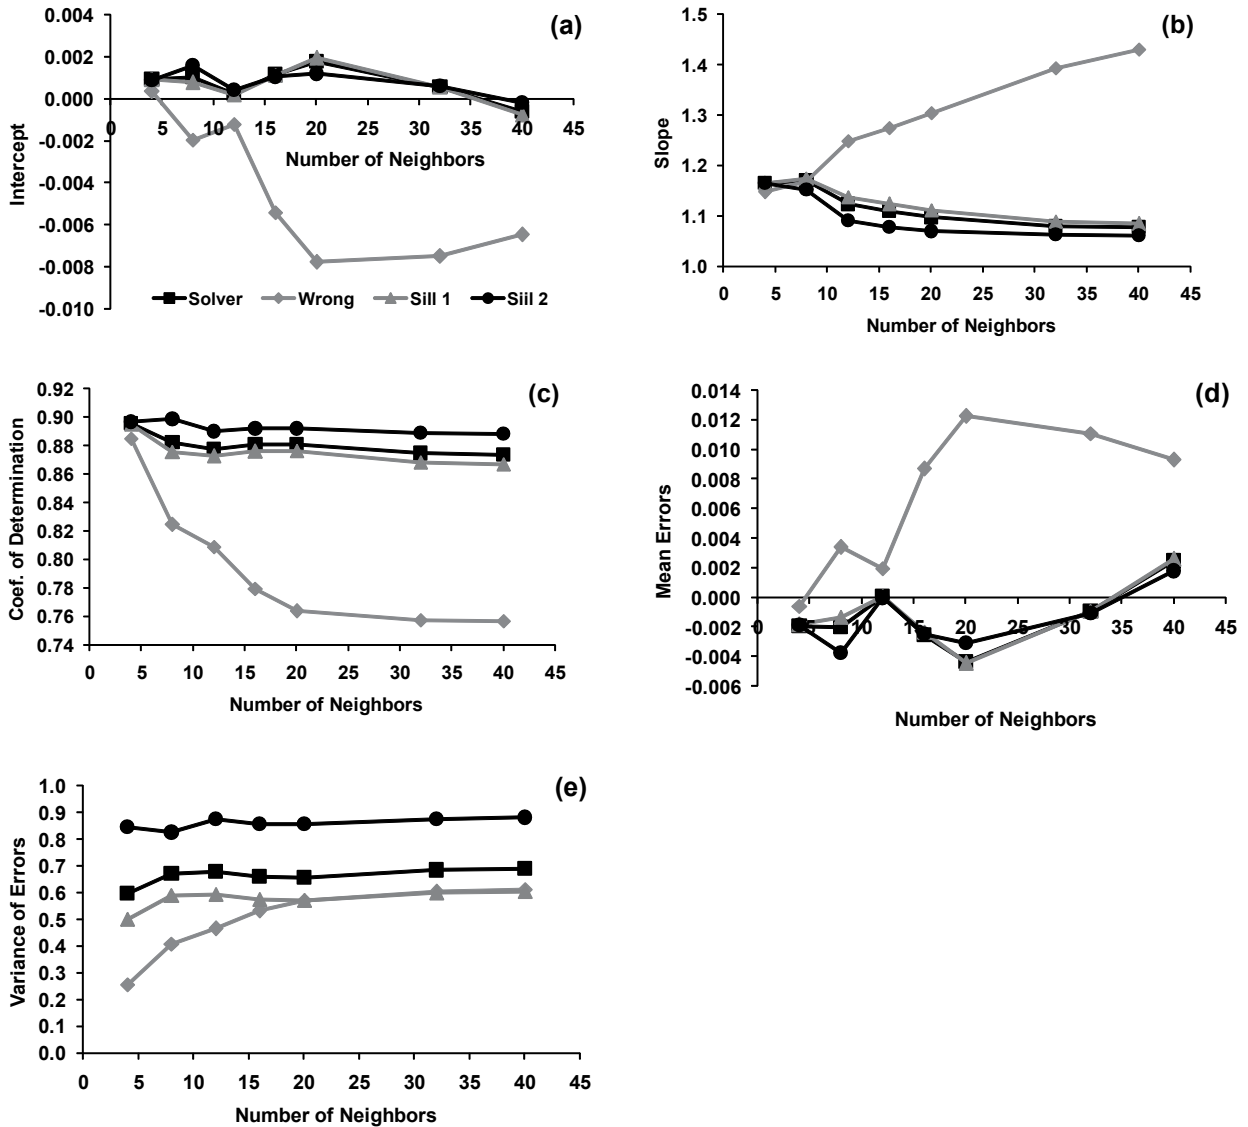 (a)
0.004
0.002
0.000
-0.002
-0.004
-0.006
-0.008
-0.010
Intercept
0 5 10 15 20 25 30 35 40 45
Number of Neighbors
Solver Wrong Sill 1 Siil 2
(b)
1.5
1.4
1.3
1.2
1.1
1.0
Slope
0 5 10 15 20 25 30 35 40 45
Number of Neighbors
(c)
0.92
0.90
0.88
0.86
0.84
0.82
0.80
0.78
0.76
0.74
Coef. of Determination
0 5 10 15 20 25 30 35 40 45
Number of Neighbors
(d)
0.014
0.012
0.010
0.008
0.006
0.004
0.002
0.000
-0.002
-0.004
-0.006
Mean Errors
0 10 15 20 25 30 35 40 45
Number of Neighbors
(e)
1.0
0.9
0.8
0.7
0.6
0.5
0.4
0.3
0.2
0.1
0.0
Variance of Errors
0 5 10 15 20 25 30 35 40 45
Number of Neighbors